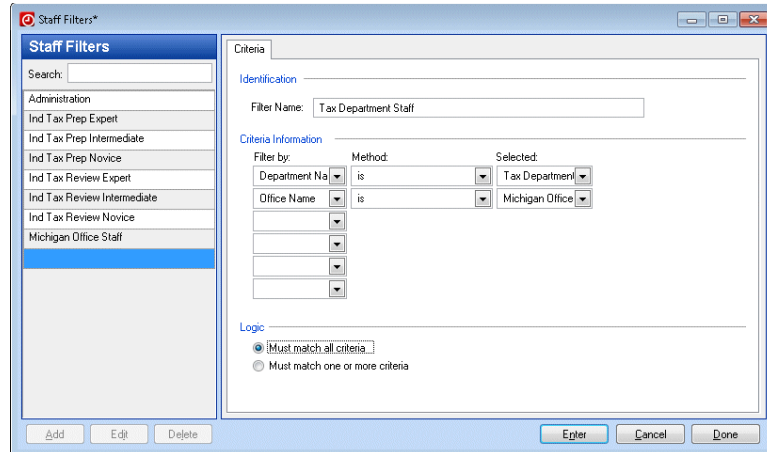 Staff Filters*
Staff Filters
Search:
Administration
Ind Tax Prep Expert
Ind Tax Prep Intermediate
Ind Tax Prep Novice
Ind Tax Review Expert
Ind Tax Review Intermediate
Ind Tax Review Novice
Michigan Office Staff
Add Edit Delete
Criteria
Identification
Filter Name: Tax Department Staff
Criteria Information
Filter by: Method: Selected:
Department Na is Tax Department
Office Name is Michigan Office
Logic
Must match all criteria
Must match one or more criteria
Enter Cancel Done